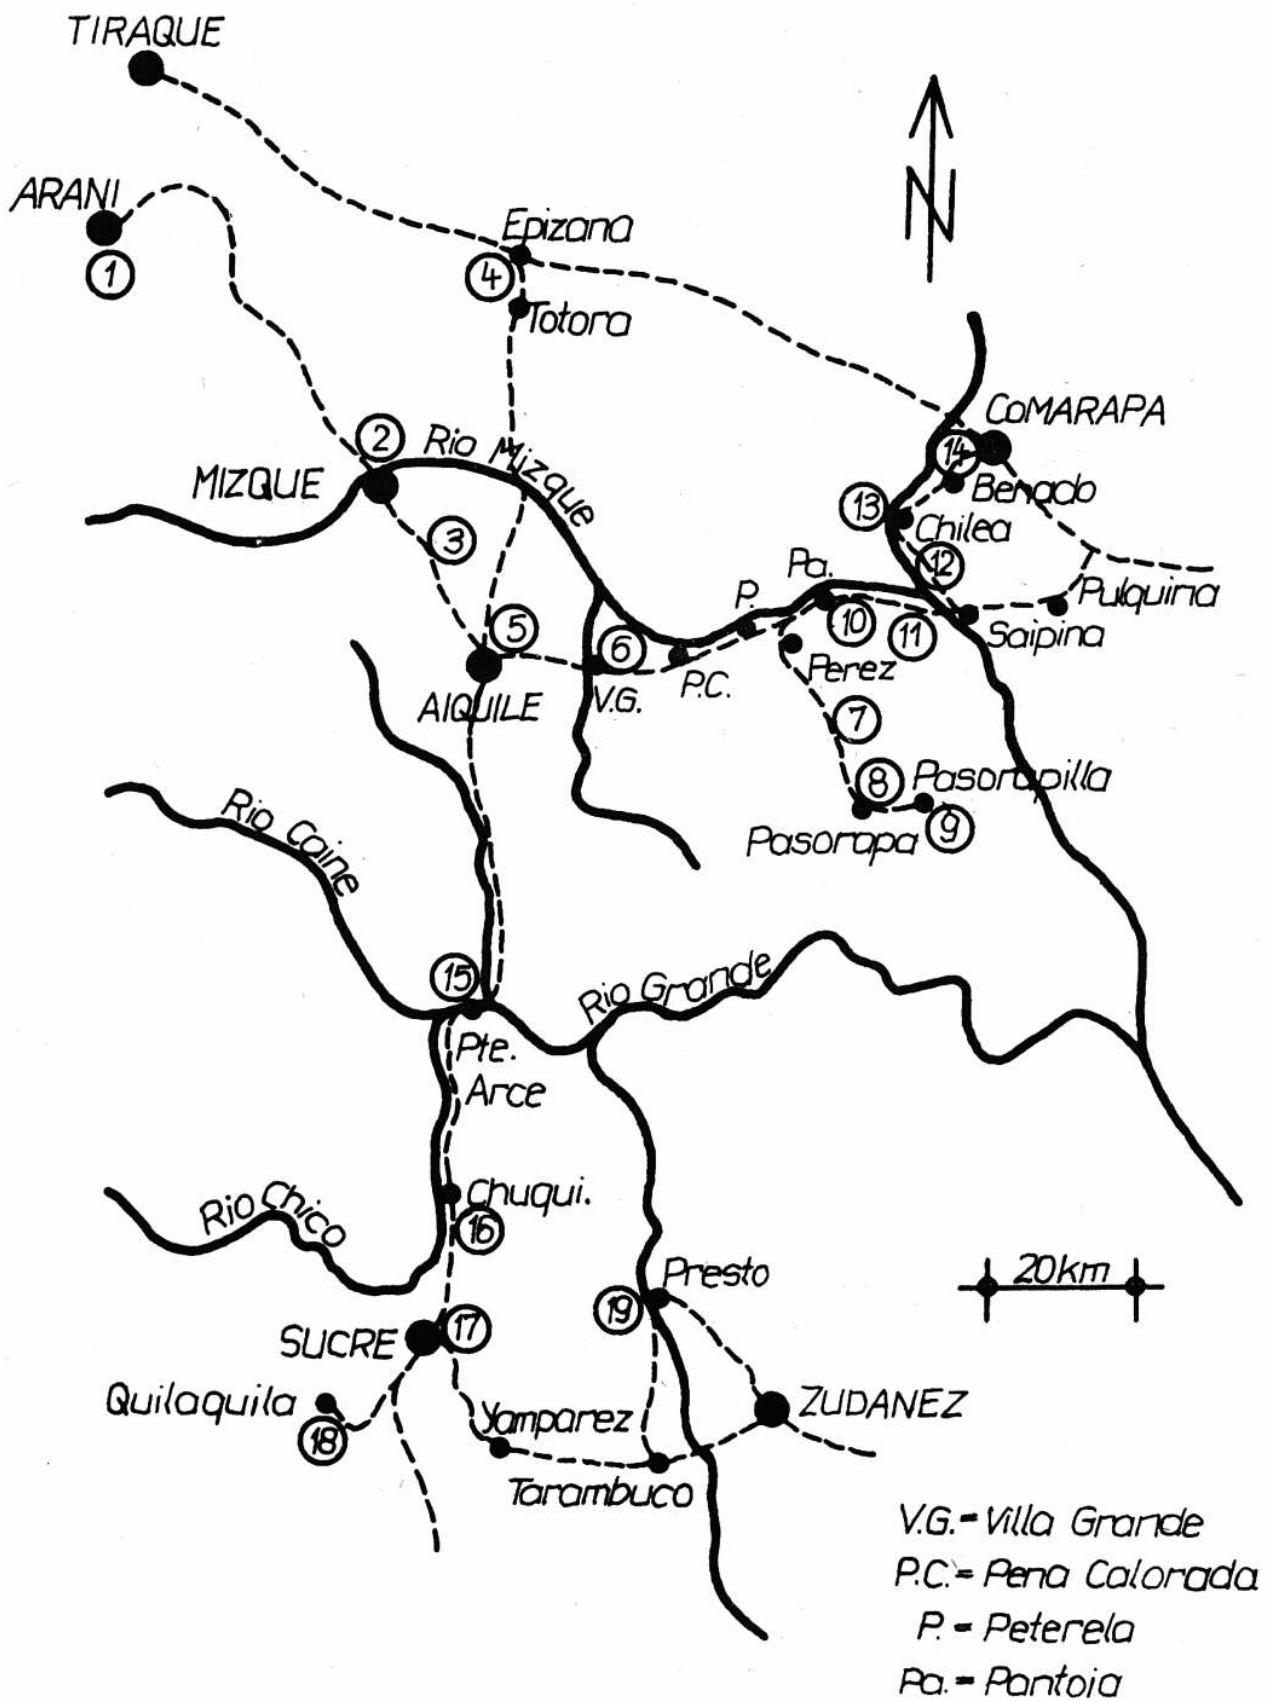 TIRAQUE
ARANI
1
Epizana
4
Totora
N
COMARAPA
2
Rio Mizque
14
MIZQUE
Benado
13
3
Chilea
12
Pa.
P.
Pulquina
5
10
11
Saipina
6
Perez
P.C.
V.G.
AIQUILE
7
8
Pasorapilla
Rio Caine
9
Pasorapa
15
Rio Grande
Pte.
Arce
Chuqui.
Rio Chico
16
Presto
20km
19
17
SUCRE
Quilaquila
ZUDANEZ
Yamparez
18
Tarambuco
V.G.= Villa Grande
P.C.= Pena Calorada
P. = Peterela
Pa.= Pantoia